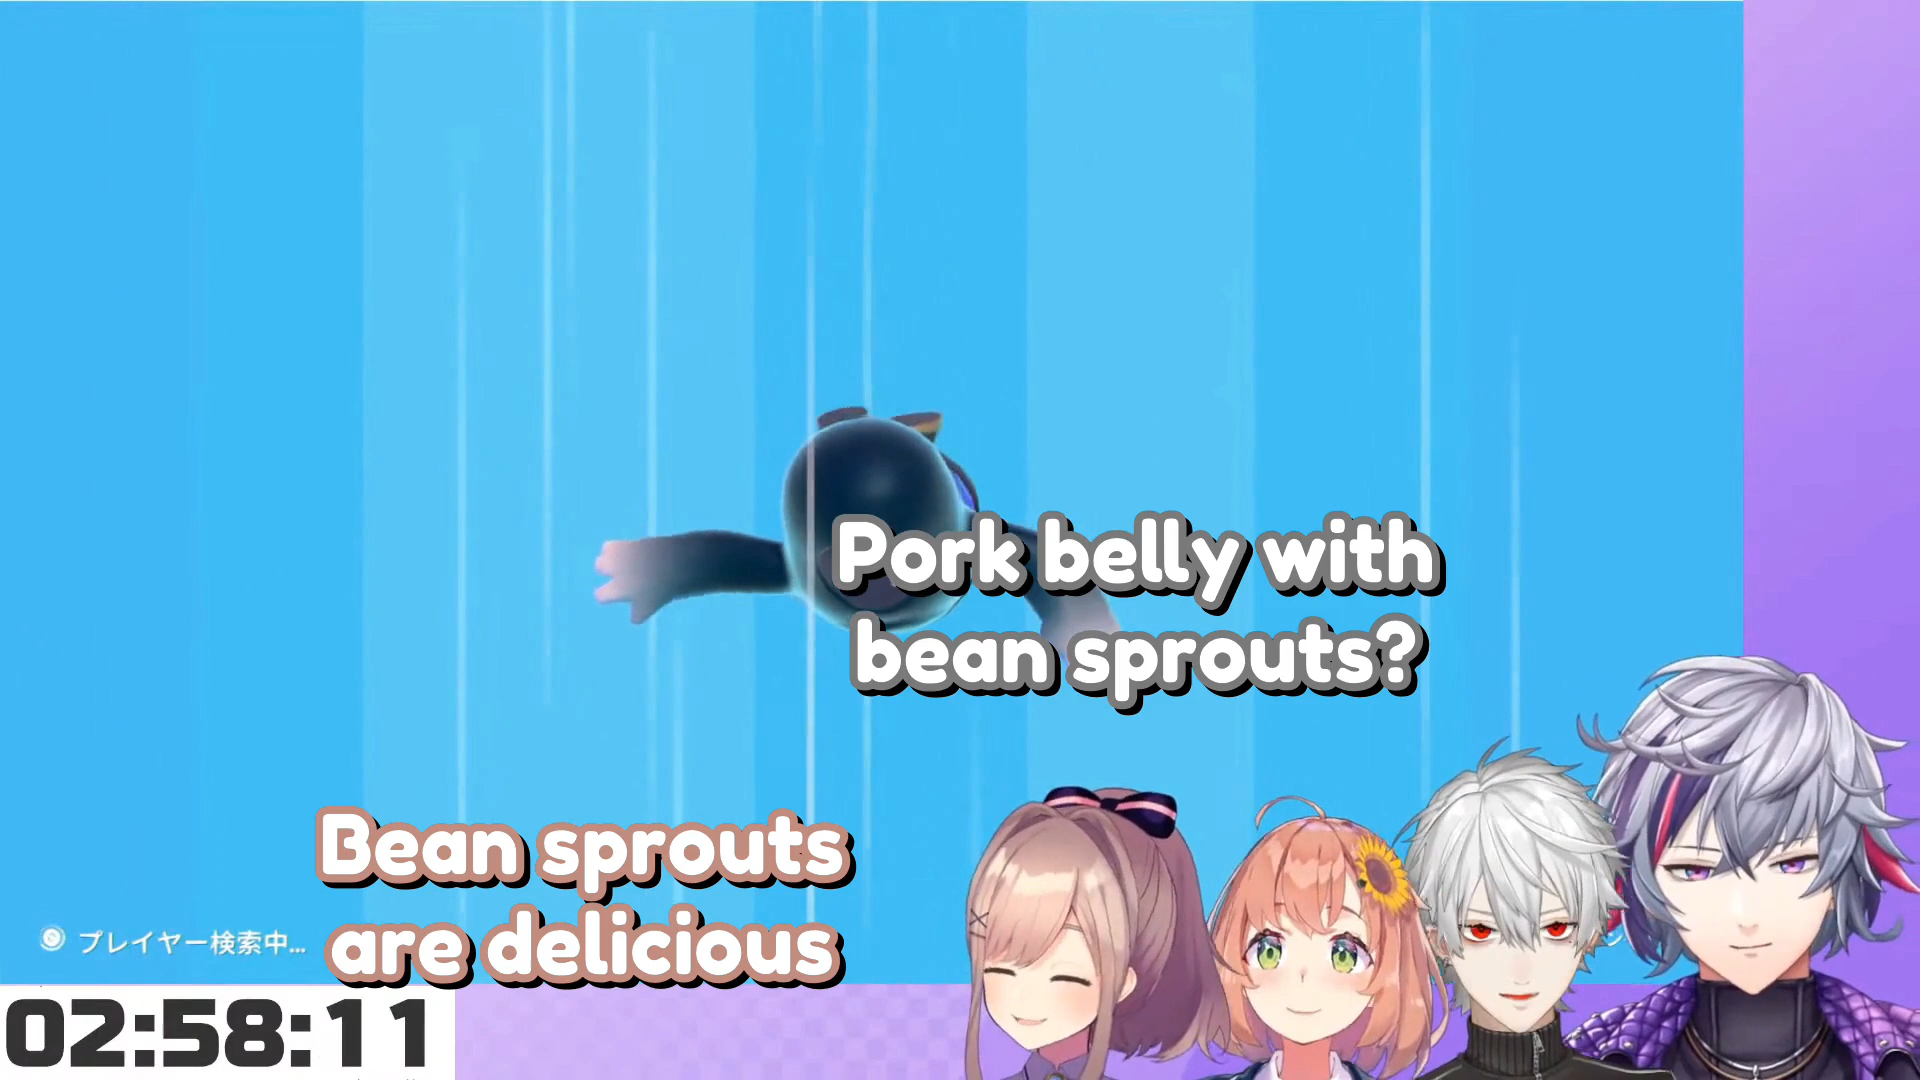 Pork belly with
bean sprouts?
Bean sprouts
are delicious
プレイヤー検索中...
02:58:11